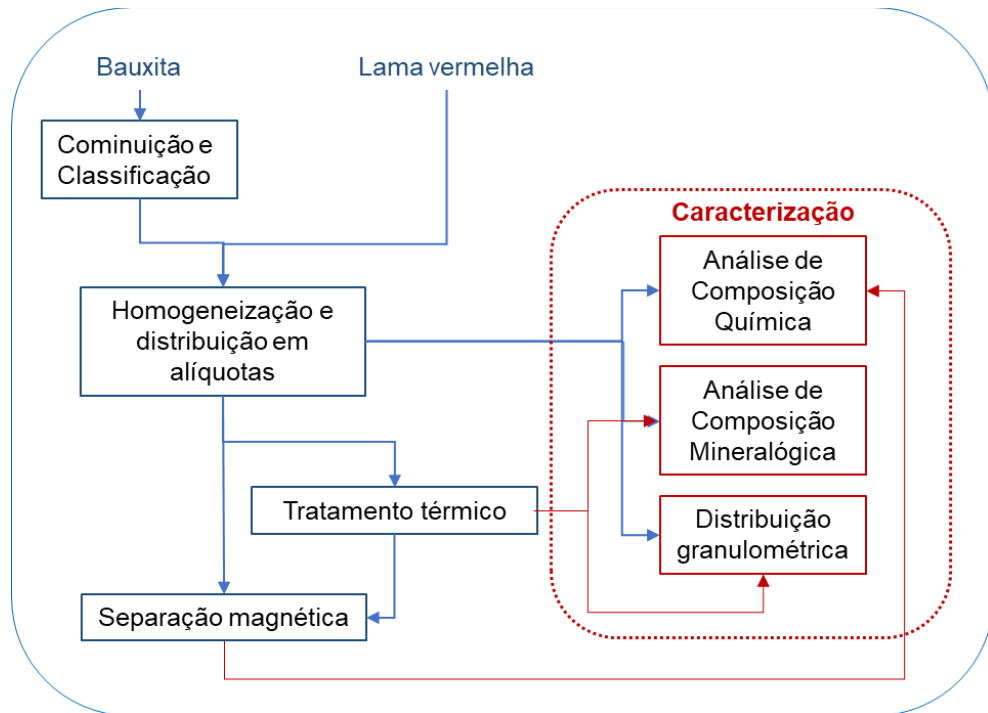 Bauxita
Lama vermelha
Cominuição e
Classificação
Homogeneização e
distribuição em
alíquotas
Tratamento térmico
Separação magnética
Caracterização
Análise de
Composição
Química
Análise de
Composição
Mineralógica
Distribuição
granulométrica